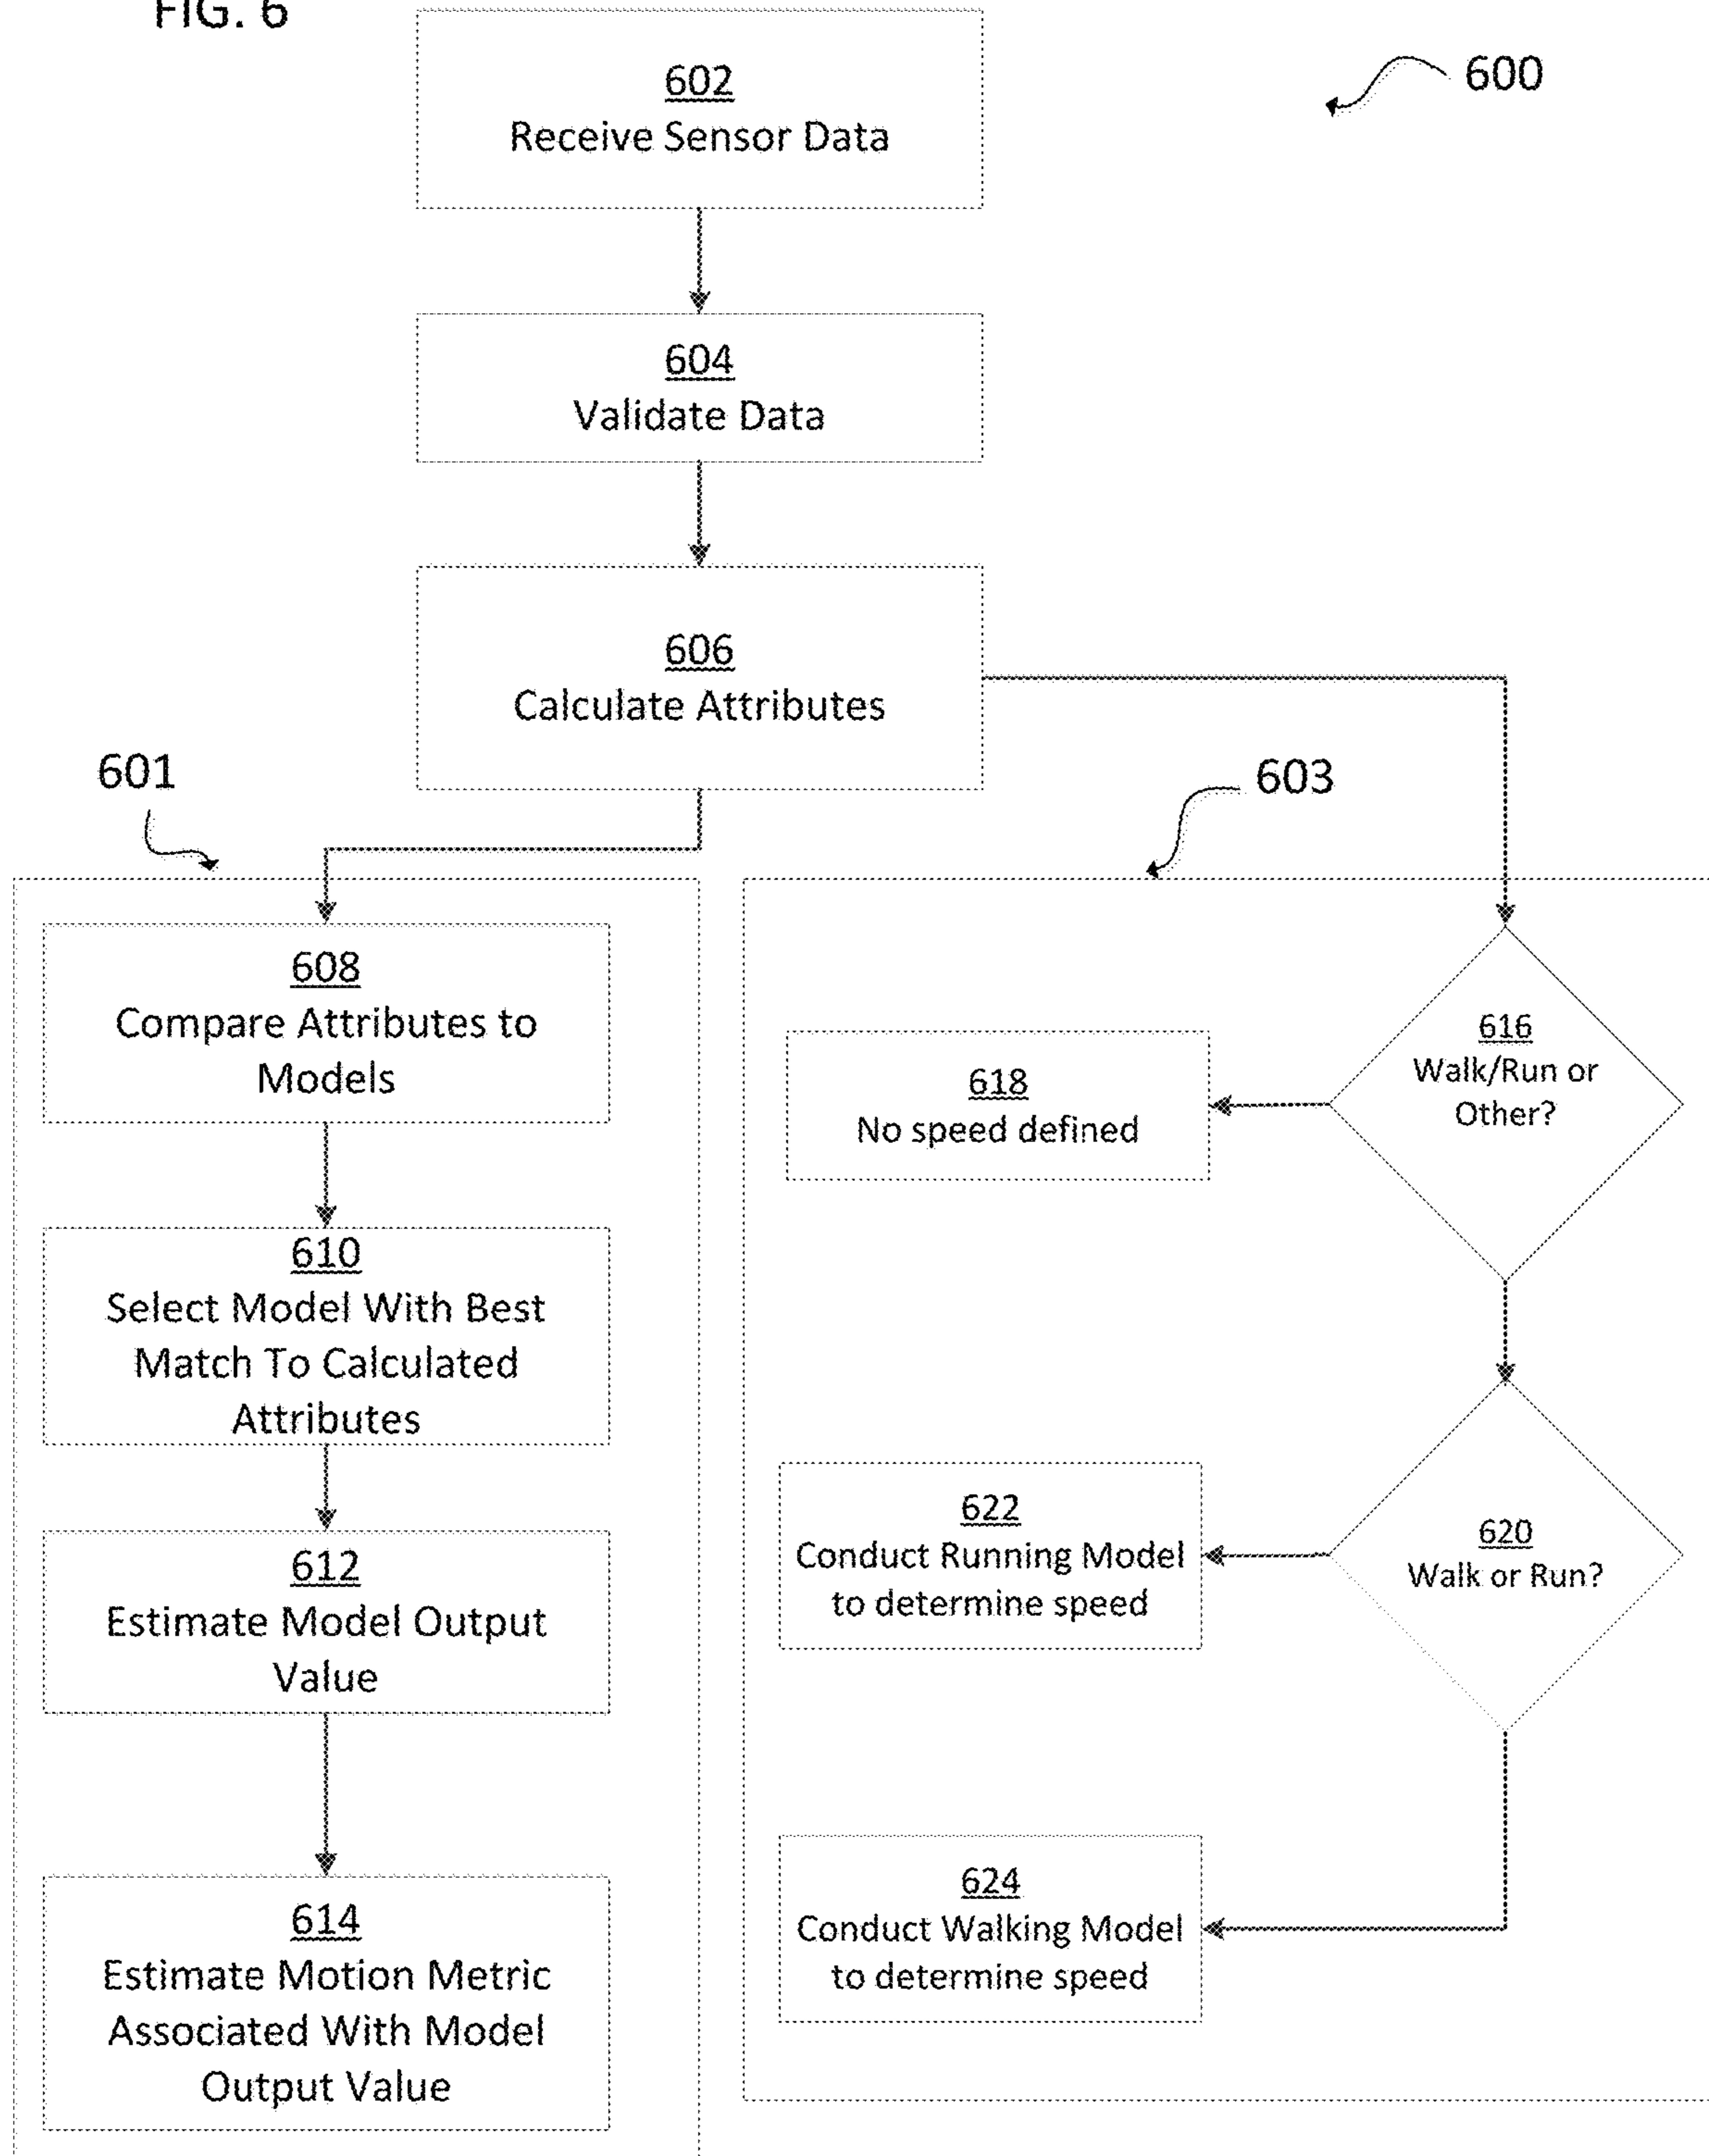 FIG. 6
600
602
Receive Sensor Data
604
Validate Data
606
Calculate Attributes
601
603
608
Compare Attributes to
Models
610
Select Model With Best
Match To Calculated
Attributes
612
Estimate Model Output
Value
614
Estimate Motion Metric
Associated With Model
Output Value
616
Walk/Run or
Other?
618
No speed defined
620
Walk or Run?
622
Conduct Running Model
to determine speed
624
Conduct Walking Model
to determine speed